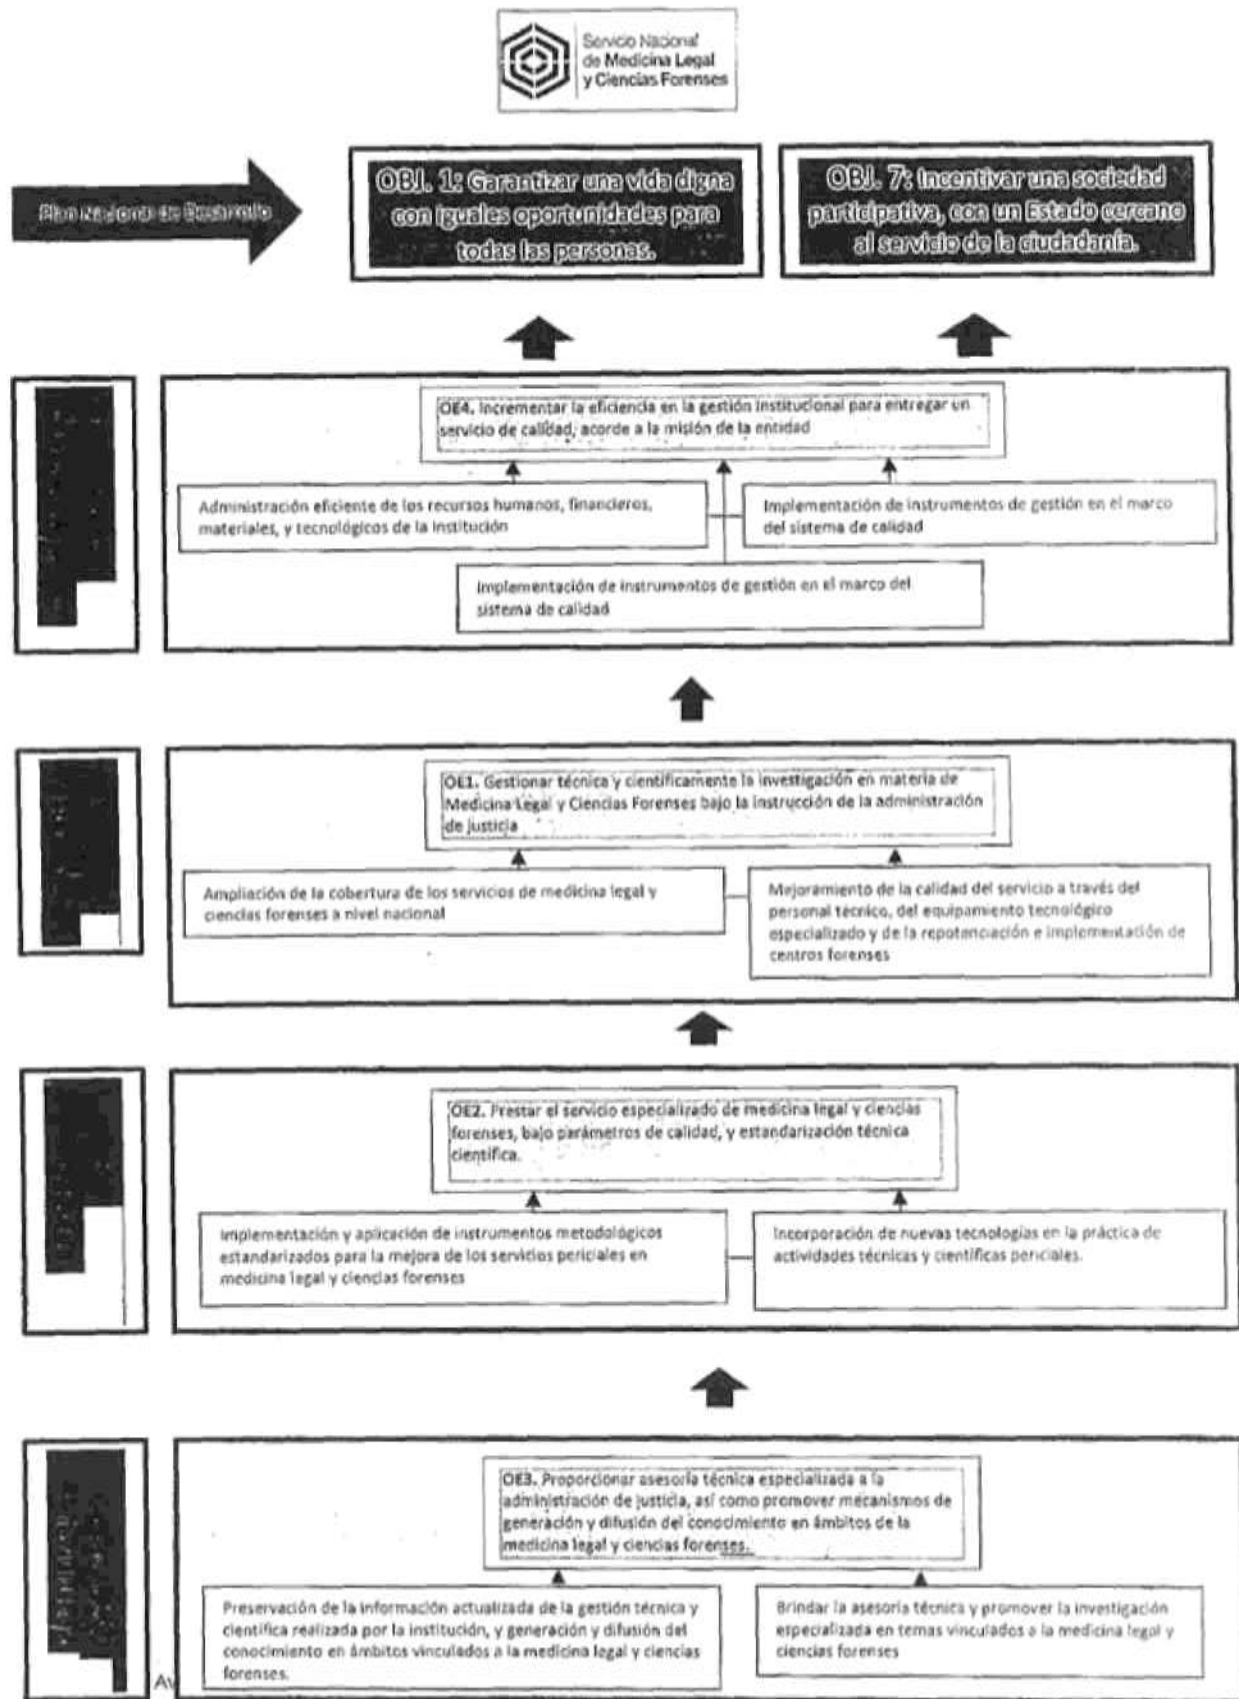 Servicio Nacional
de Medicina Legal
y Ciencias Forenses
Plan Nacional de Desarrollo
OBJ. 1: Garantizar una vida digna
con iguales oportunidades para
todas las personas.
OBJ. 7: Incentivar una sociedad
participativa, con un Estado cercano
al servicio de la ciudadanía.
OE4. Incrementar la eficiencia en la gestión institucional para entregar un
servicio de calidad, acorde a la misión de la entidad
Administración eficiente de los recursos humanos, financieros,
materiales, y tecnológicos de la Institución
Implementación de instrumentos de gestión en el marco
del sistema de calidad
Implementación de instrumentos de gestión en el marco del
sistema de calidad
OE1. Gestionar técnica y científicamente la investigación en materia de
Medicina Legal y Ciencias Forenses bajo la instrucción de la administración
de justicia
Ampliación de la cobertura de los servicios de medicina legal y
ciencias forenses a nivel nacional
Mejoramiento de la calidad del servicio a través del
personal técnico, del equipamiento tecnológico
especializado y de la repotenciación e implementación de
centros forenses
OE2. Prestar el servicio especializado de medicina legal y ciencias
forenses, bajo parámetros de calidad, y estandarización técnica
científica.
Implementación y aplicación de instrumentos metodológicos
estandarizados para la mejora de los servicios periciales en
medicina legal y ciencias forenses
Incorporación de nuevas tecnologías en la práctica de
actividades técnicas y científicas periciales.
OE3. Proporcionar asesoría técnica especializada a la
administración de justicia, así como promover mecanismos de
generación y difusión del conocimiento en ámbitos de la
medicina legal y ciencias forenses.
Preservación de la información actualizada de la gestión técnica y
científica realizada por la institución, y generación y difusión del
conocimiento en ámbitos vinculados a la medicina legal y ciencias
forenses.
Brindar la asesoría técnica y promover la investigación
especializada en temas vinculados a la medicina legal y
ciencias forenses
Av